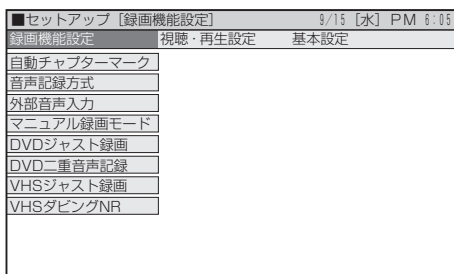 ■セットアップ [録画機能設定] 9/15 [水] PM 6:05
録画機能設定 視聴・再生設定 基本設定
自動チャプターマーク
音声記録方式
外部音声入力
マニュアル録画モード
DVDジャスト録画
DVD二重音声記録
VHSジャスト録画
VHSダビングNR